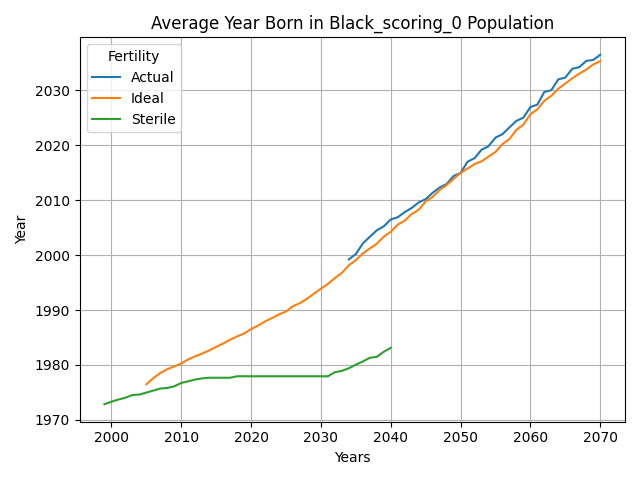 Average Year Born in Black_scoring_0 Population
Fertility
Actual
Ideal
Sterile
Year
2030
2020
2010
2000
1990
1980
1970
2000 2010 2020 2030 2040 2050 2060 2070
Years